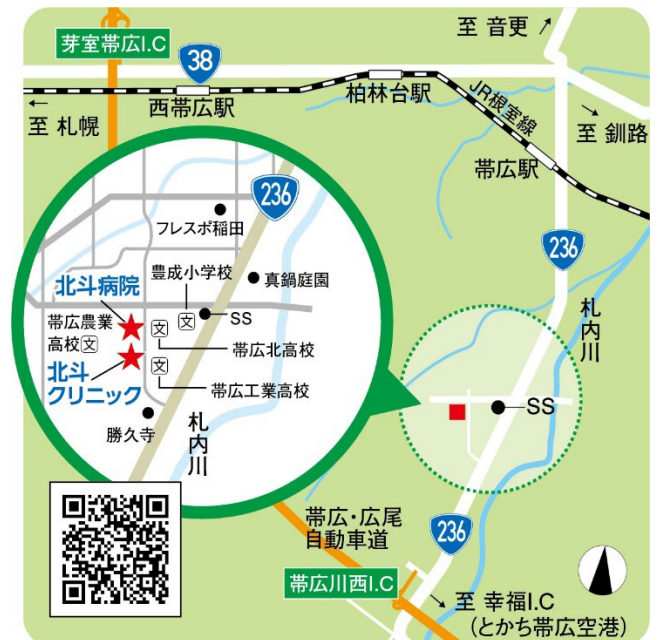 至 音更
芽室帯広I.C
38
西帯広駅
柏林台駅
JR根室線
至 札幌
至 釧路
帯広駅
236
フレスポ稲田
236
豊成小学校
真鍋庭園
北斗病院
SS
札内川
帯広農業
高校
文
文
文
帯広北高校
北斗
クリニック
文
帯広工業高校
勝久寺
札内川
SS
帯広・広尾
自動車道
236
帯広川西I.C
至 幸福I.C
(とかち帯広空港)